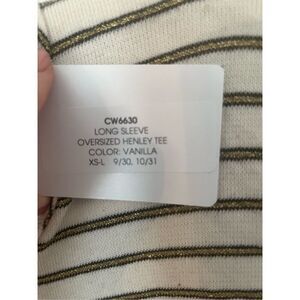 CW6630
LONG SLEEVE
OVERSIZED HENLEY TEE
COLOR: VANILLA
XS-L 9/30, 10/31